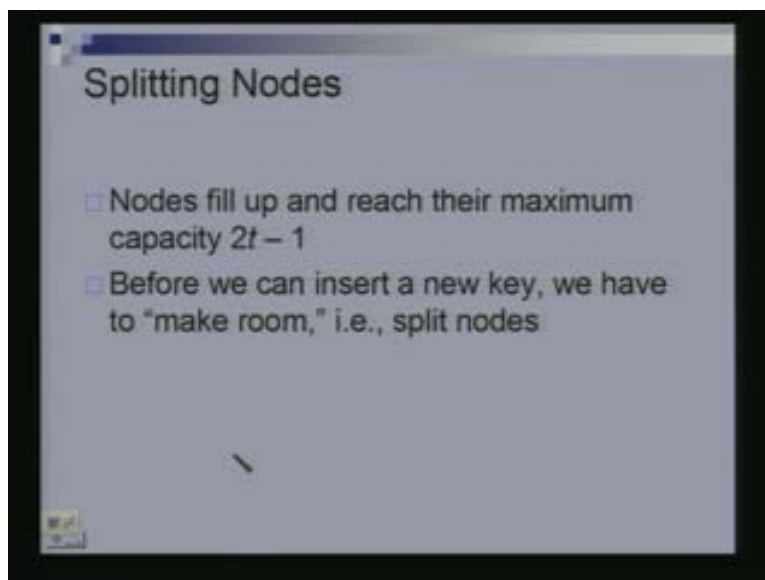 Splitting Nodes
Nodes fill up and reach their maximum
capacity 2t – 1
Before we can insert a new key, we have
to “make room,” i.e., split nodes